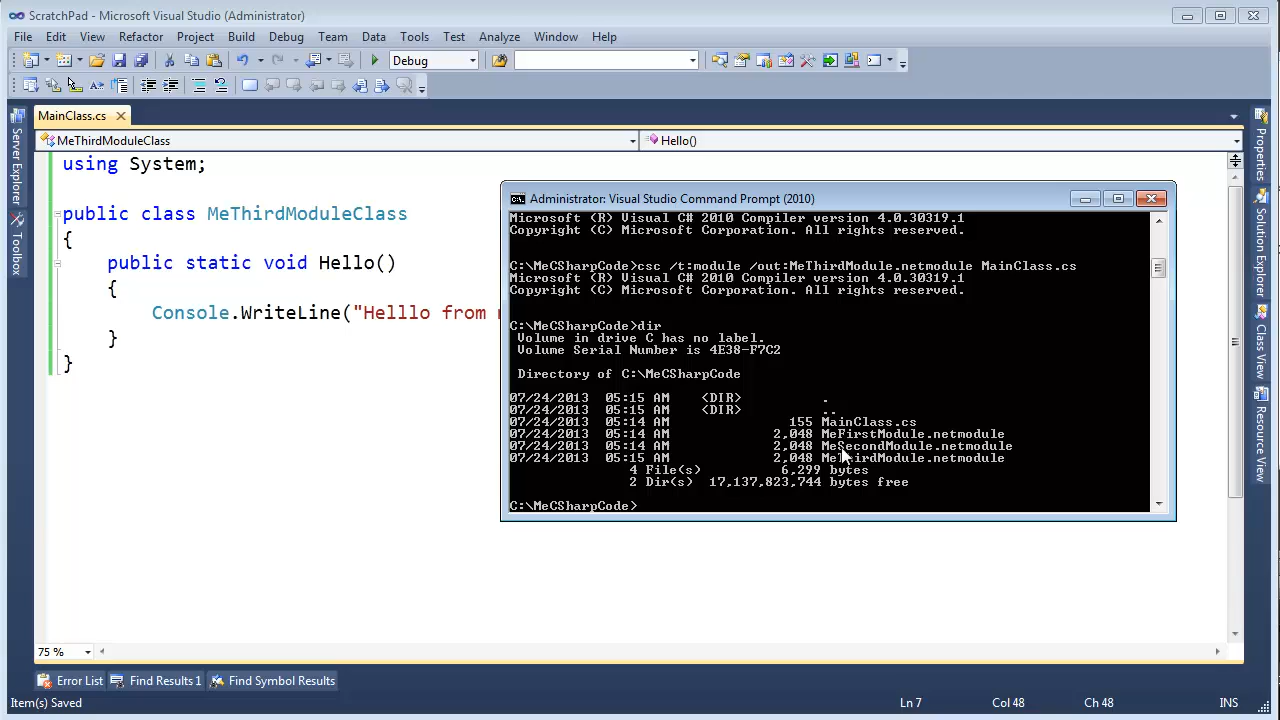 ScratchPad - Microsoft Visual Studio (Administrator)
File Edit View Refactor Project Build Debug Team Data Tools Test Analyze Window Help
Debug
MainClass.cs
MeThirdModuleClass
Hello()
using System;
public class MeThirdModuleClass
{
public static void Hello()
{
Console.WriteLine("Helllo from
}
}
Server Explorer
Toolbox
Properties
Solution Explorer
Class View
Property Viewer
Administrator: Visual Studio Command Prompt (2010)
Microsoft (R) Visual C# 2010 Compiler version 4.0.30319.1
Copyright (C) Microsoft Corporation. All rights reserved.
C:\MeCSharpCode>csc /t:module /out:MeThirdModule.netmodule MainClass.cs
Microsoft (R) Visual C# 2010 Compiler version 4.0.30319.1
Copyright (C) Microsoft Corporation. All rights reserved.
C:\MeCSharpCode>dir
Volume in drive C has no label.
Volume Serial Number is 4E38-F7C2
Directory of C:\MeCSharpCode
07/24/2013 05:15 AM <DIR> .
07/24/2013 05:15 AM <DIR> ..
07/24/2013 05:14 AM 155 MainClass.cs
07/24/2013 05:14 AM 2,048 MeFirstModule.netmodule
07/24/2013 05:14 AM 2,048 MeSecondModule.netmodule
07/24/2013 05:15 AM 2,048 MeThirdModule.netmodule
4 File(s) 6,299 bytes
2 Dir(s) 17,137,823,744 bytes free
C:\MeCSharpCode>
75 %
Error List Find Results 1 Find Symbol Results
Item(s) Saved Ln 7 Col 48 Ch 48 INS